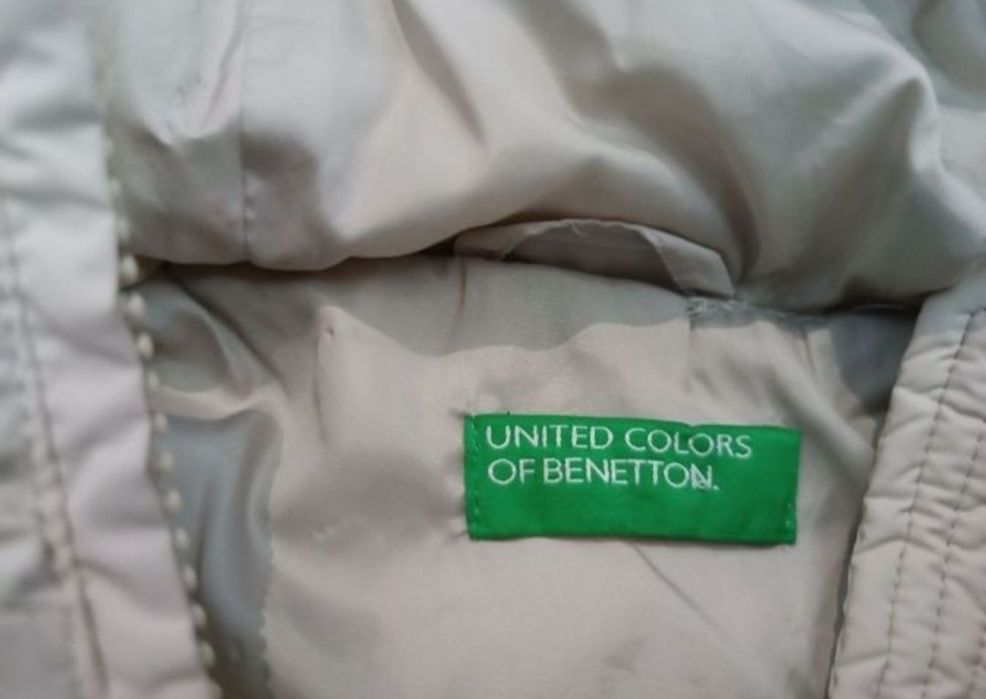 UNITED COLORS
OF BENETTON.